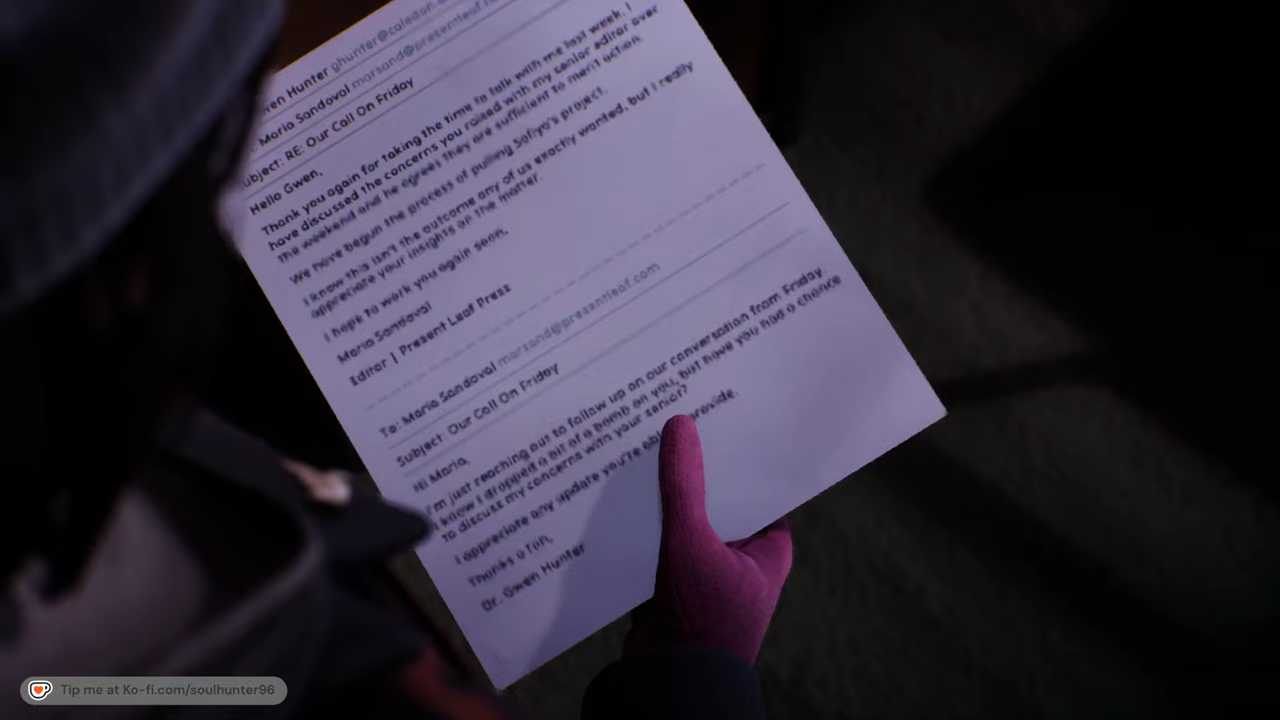 ren Hunter ghunter@caledon.
: Maria Sandoval marsand@presentleaf.
ubject: RE: Our Call On Friday
Hello Gwen,
Thank you again for taking the time to talk with me last week. I
have discussed the concerns you raised with my senior editor over
the weekend and he agrees they are sufficient to merit action.
We have begun the process of pulling Safiya's project.
I know this isn't the outcome any of us exactly wanted, but I really
appreciate your insights on the matter.
I hope to work you again soon,
Maria Sandoval
Editor | Present Leaf Press
To: Maria Sandoval marsand@presentleaf.com
Subject: Our Call On Friday
Hi Maria,
I'm just reaching out to follow up on our conversation from Friday
I know I dropped a bit of a bomb on you, but have you had a chance
to discuss my concerns with your senior?
I appreciate any update you're provide.
Thanks a ton,
Dr. Gwen Hunter
Tip me at Ko-fi.com/soulhunter96